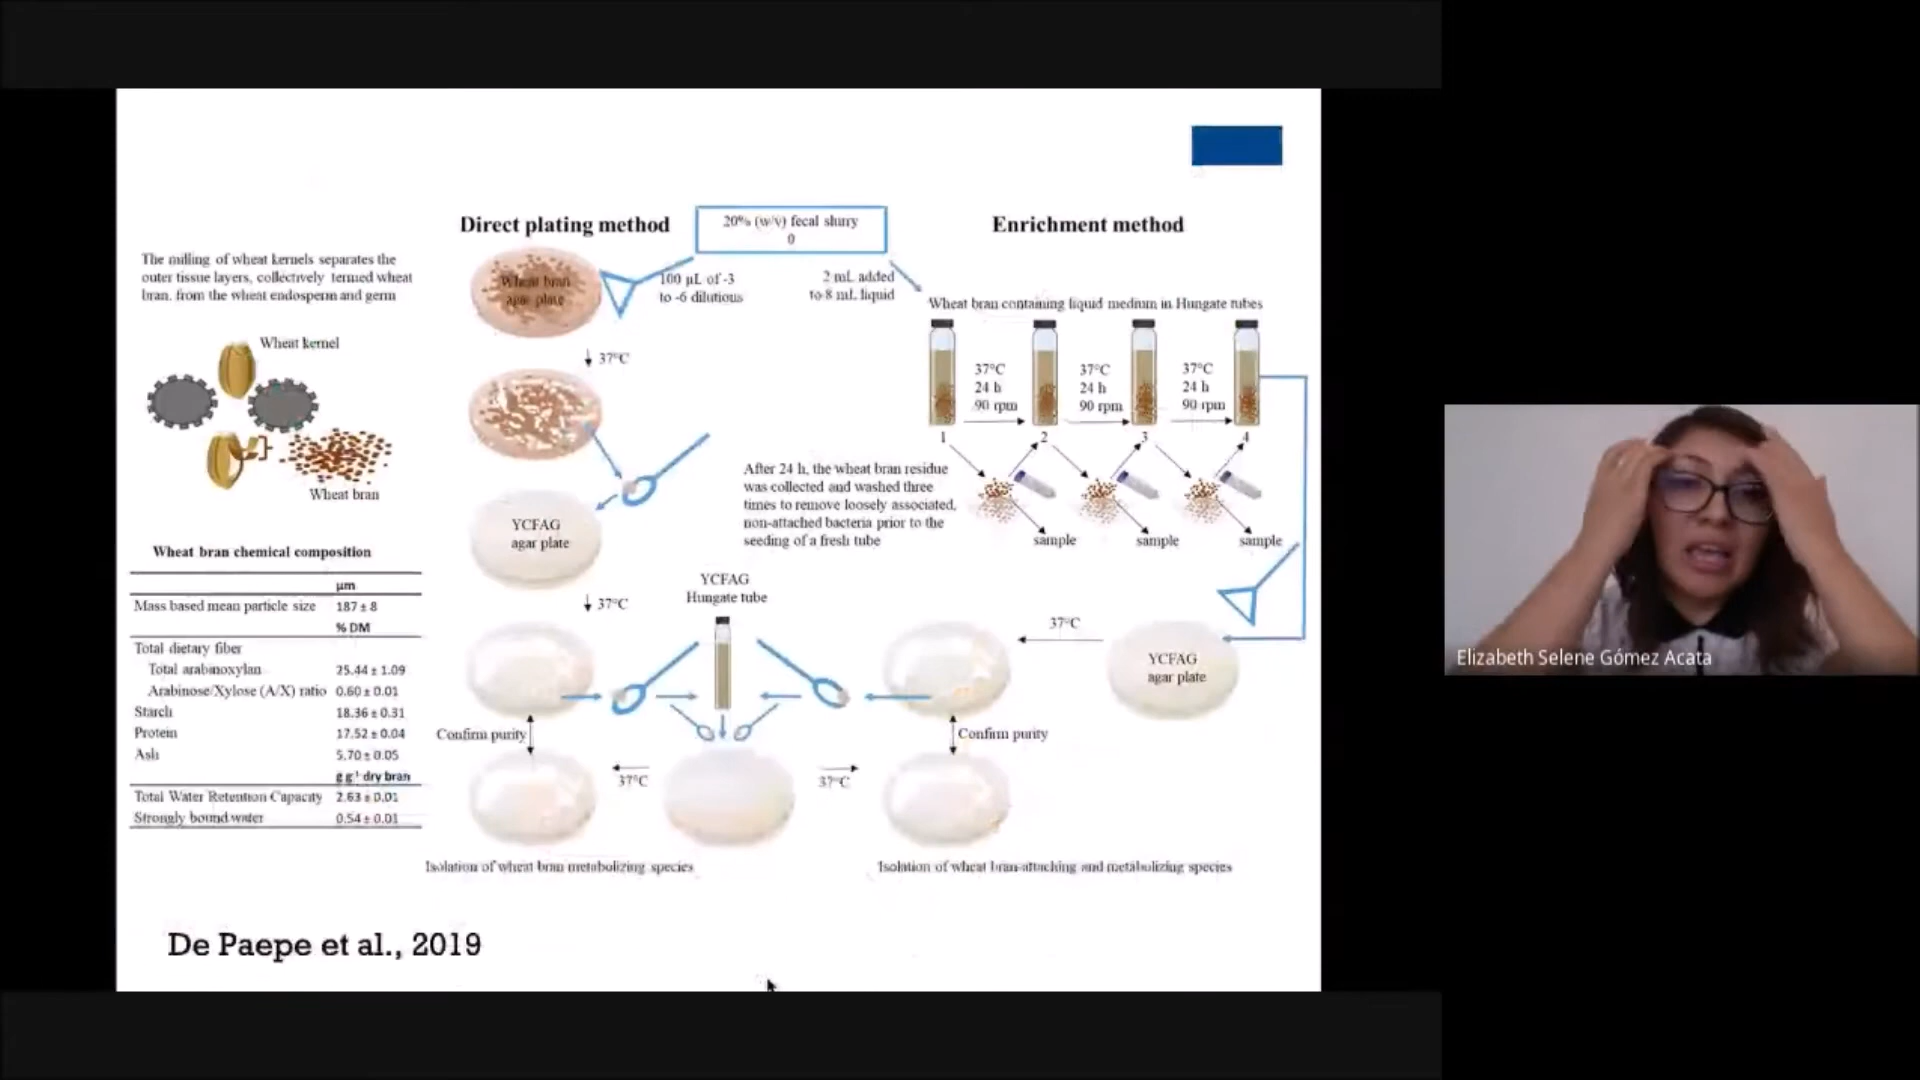 Direct plating method
20% (w/v) fecal slurry
0
Enrichment method
The milling of wheat kernels separates the
outer tissue layers, collectively termed wheat
bran, from the wheat endosperm and germ
Wheat bran
agar plate
100 µL of -3
to -6 dilutions
2 mL added
to 8 mL liquid
Wheat bran containing liquid medium in Hungate tubes
Wheat kernel
37°C
37°C
24 h
90 rpm
37°C
24 h
90 rpm
37°C
24 h
90 rpm
1
2
3
4
Wheat bran
After 24 h, the wheat bran residue
was collected and washed three
times to remove loosely associated,
non-attached bacteria prior to the
seeding of a fresh tube
sample
sample
sample
YCFAG
agar plate
Wheat bran chemical composition
µm
Mass based mean particle size 187 ± 8
% DM
Total dietary fiber
Total arabinoxylan 25.44 ± 1.09
Arabinose/Xylose (A/X) ratio 0.60 ± 0.01
Starch 18.36 ± 0.31
Protein 17.52 ± 0.04
Ash 5.70 ± 0.05
g g⁻¹ dry bran
Total Water Retention Capacity 2.63 ± 0.01
Strongly bound water 0.54 ± 0.01
37°C
YCFAG
Hungate tube
37°C
YCFAG
agar plate
Confirm purity
Confirm purity
37°C
37°C
Isolation of wheat bran metabolizing species
Isolation of wheat bran-attaching and metabolizing species
De Paepe et al., 2019
Elizabeth Selene Gómez Acata